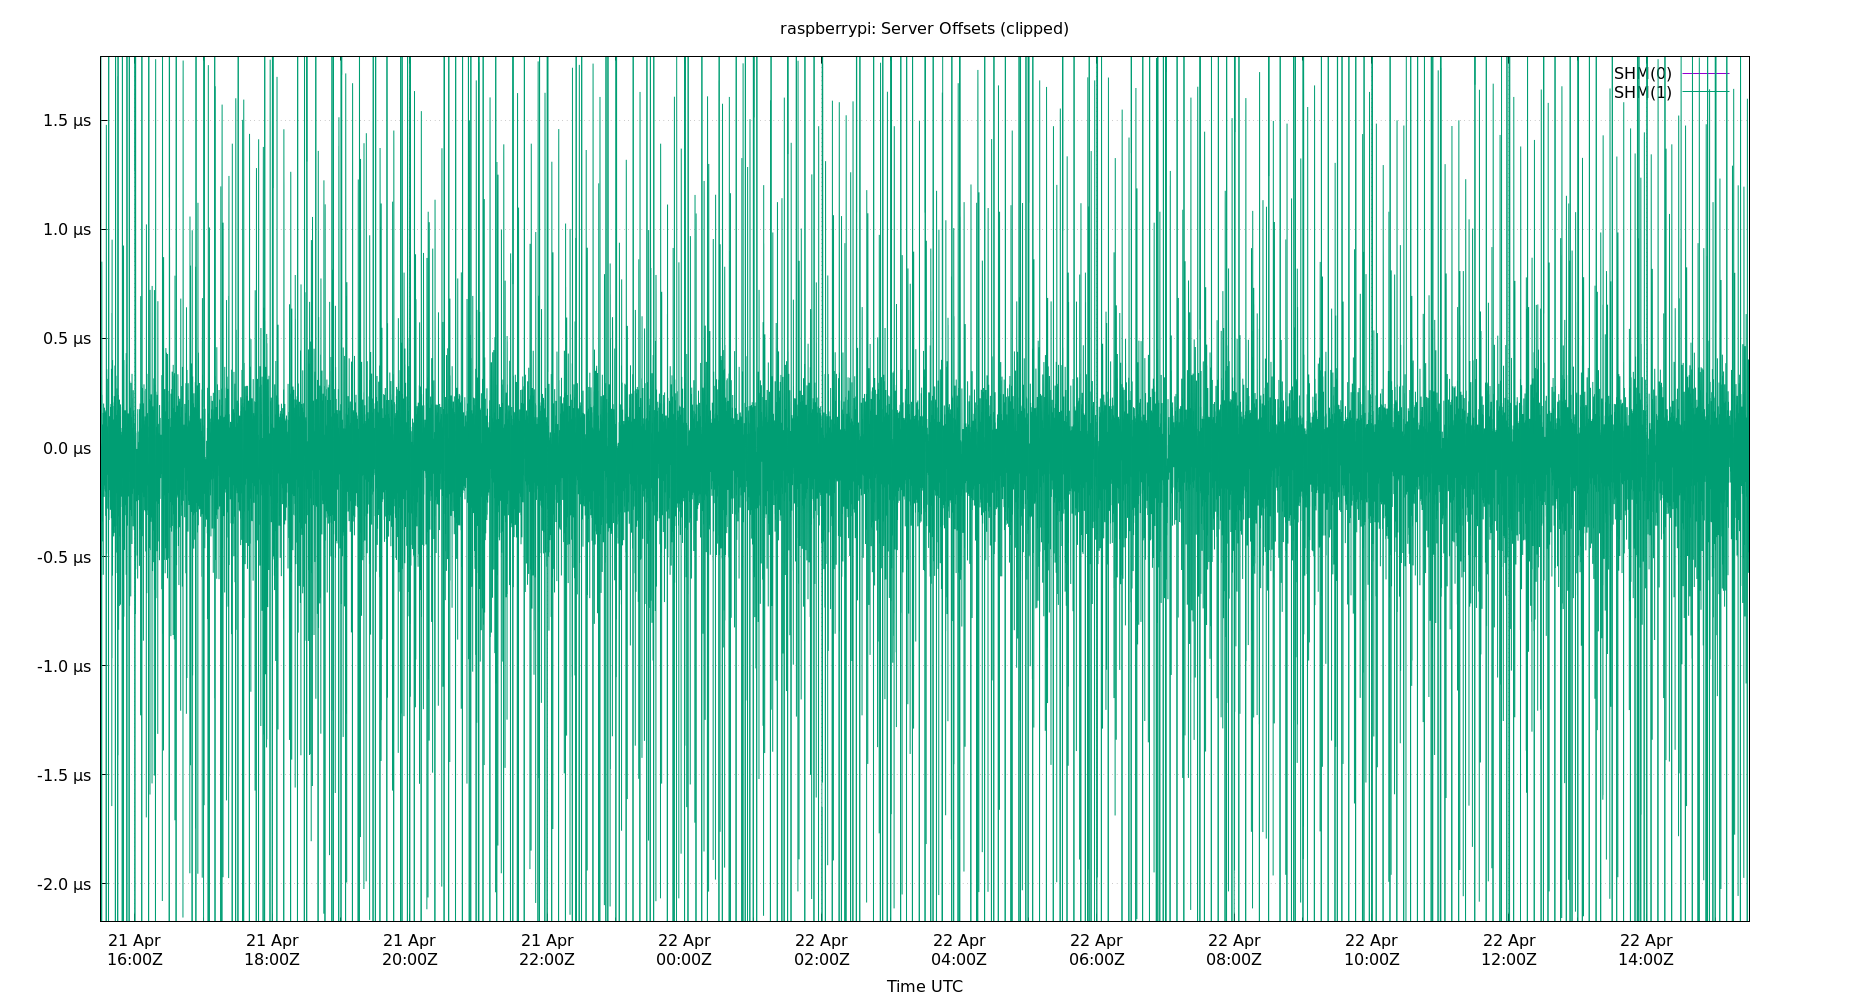 raspberrypi: Server Offsets (clipped)
SHM(0)
SHM(1)
1.5 µs
1.0 µs
0.5 µs
0.0 µs
-0.5 µs
-1.0 µs
-1.5 µs
-2.0 µs
21 Apr 21 Apr 21 Apr 21 Apr 22 Apr 22 Apr 22 Apr 22 Apr 22 Apr 22 Apr 22 Apr 22 Apr
16:00Z 18:00Z 20:00Z 22:00Z 00:00Z 02:00Z 04:00Z 06:00Z 08:00Z 10:00Z 12:00Z 14:00Z
Time UTC